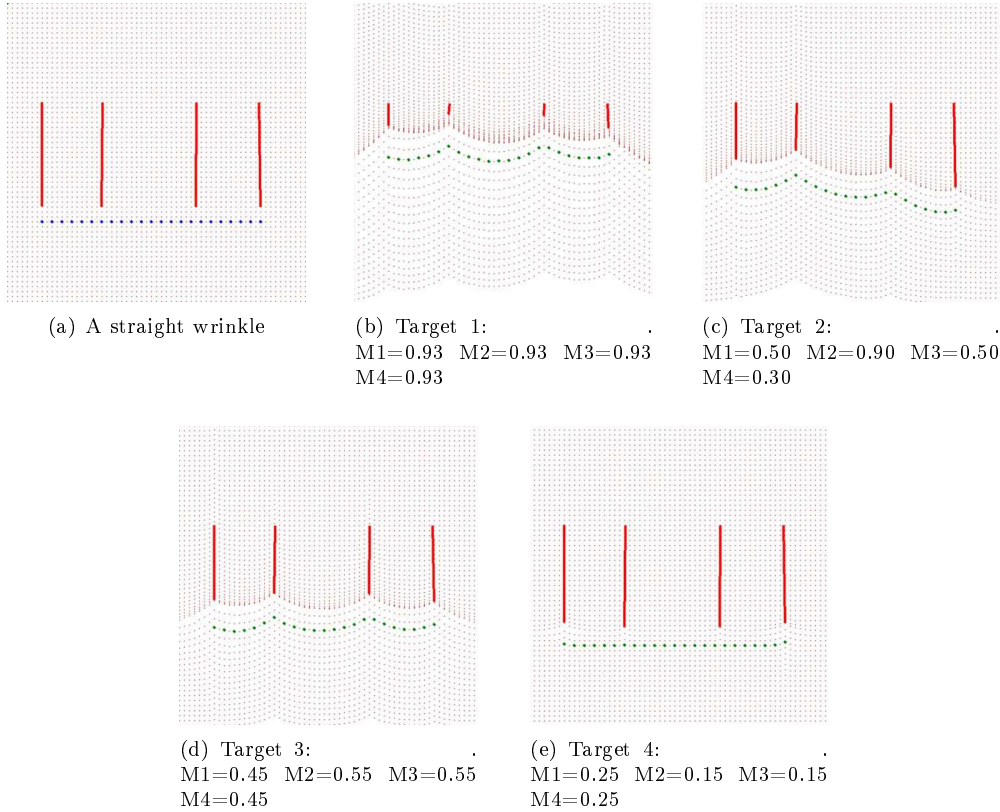 (a) A straight wrinkle
(b) Target 1: .
M1=0.93 M2=0.93 M3=0.93
M4=0.93
(c) Target 2: .
M1=0.50 M2=0.90 M3=0.50
M4=0.30
(d) Target 3: .
M1=0.45 M2=0.55 M3=0.55
M4=0.45
(e) Target 4: .
M1=0.25 M2=0.15 M3=0.15
M4=0.25